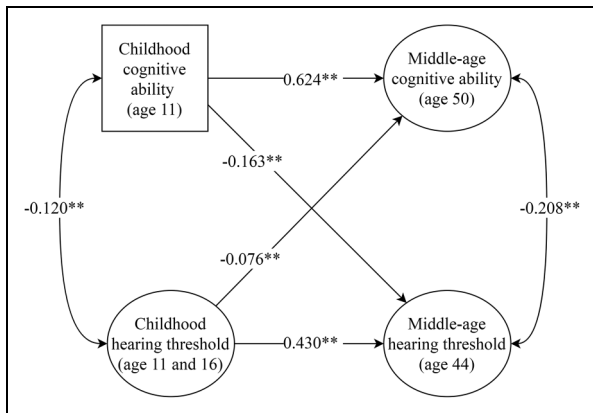 Childhood
cognitive
ability
(age 11)
Middle-age
cognitive ability
(age 50)
0.624**
-0.163**
-0.120**
-0.208**
-0.076**
Childhood
hearing threshold
(age 11 and 16)
0.430**
Middle-age
hearing threshold
(age 44)